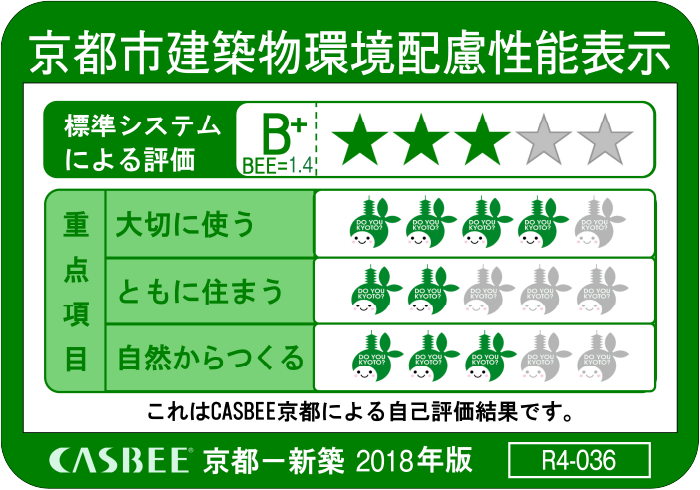 京都市建築物環境配慮性能表示
標準システム
による評価
B+
BEE=1.4
重点項目
大切に使う
DO YOU KYOTO? DO YOU KYOTO? DO YOU KYOTO? DO YOU KYOTO? DO YOU KYOTO?
ともに住まう
DO YOU KYOTO? DO YOU KYOTO? DO YOU KYOTO? DO YOU KYOTO? DO YOU KYOTO?
自然からつくる
DO YOU KYOTO? DO YOU KYOTO? DO YOU KYOTO? DO YOU KYOTO? DO YOU KYOTO?
これはCASBEE京都による自己評価結果です。
CASBEE® 京都－新築 2018年版 R4-036